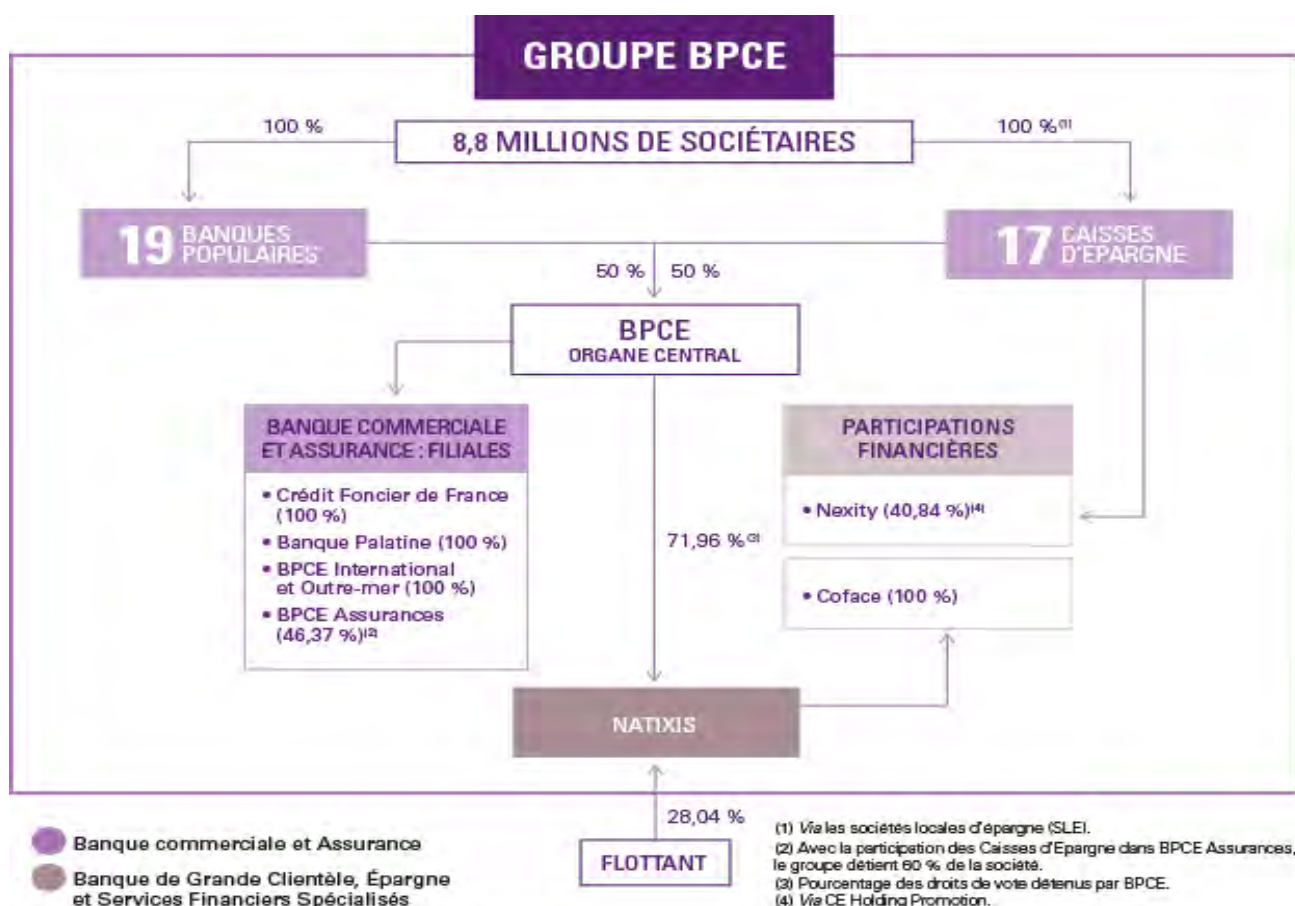 GROUPE BPCE
100 %
8,8 MILLIONS DE SOCIÉTAIRES
100 %(1)
19 BANQUES
POPULAIRES
17 CAISSES
D'EPARGNE
50 %
50 %
BPCE
ORGANE CENTRAL
BANQUE COMMERCIALE
ET ASSURANCE : FILIALES
• Crédit Foncier de France
(100 %)
• Banque Palatine (100 %)
• BPCE International
et Outre-mer (100 %)
• BPCE Assurances
(46,37 %)(2)
71,96 %(3)
PARTICIPATIONS
FINANCIÈRES
• Nexity (40,84 %)(4)
• Coface (100 %)
NATIXIS
28,04 %
FLOTTANT
Banque commerciale et Assurance
Banque de Grande Clientèle, Épargne
et Services Financiers Spécialisés
(1) Via les sociétés locales d'épargne (SLE).
(2) Avec la participation des Caisses d'Epargne dans BPCE Assurances,
le groupe détient 60 % de la société.
(3) Pourcentage des droits de vote détenus par BPCE.
(4) Via CE Holding Promotion.